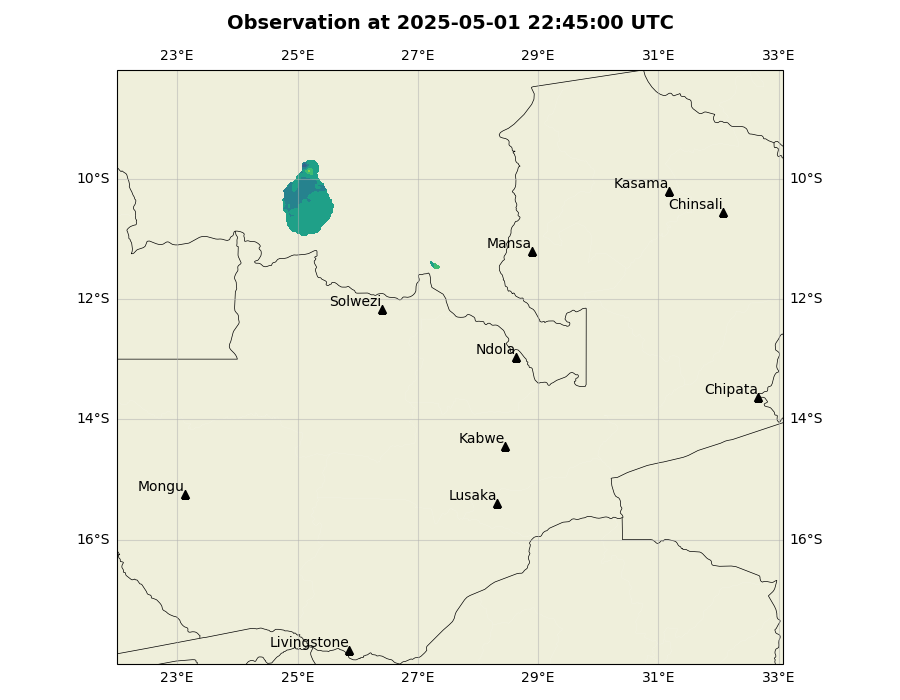 Observation at 2025-05-01 22:45:00 UTC
23°E 25°E 27°E 29°E 31°E 33°E
10°S 10°S
Kasama
Chinsali
Mansa
12°S 12°S
Solwezi
Ndola
Chipata
14°S 14°S
Kabwe
Mongu
Lusaka
16°S 16°S
Livingstone
23°E 25°E 27°E 29°E 31°E 33°E